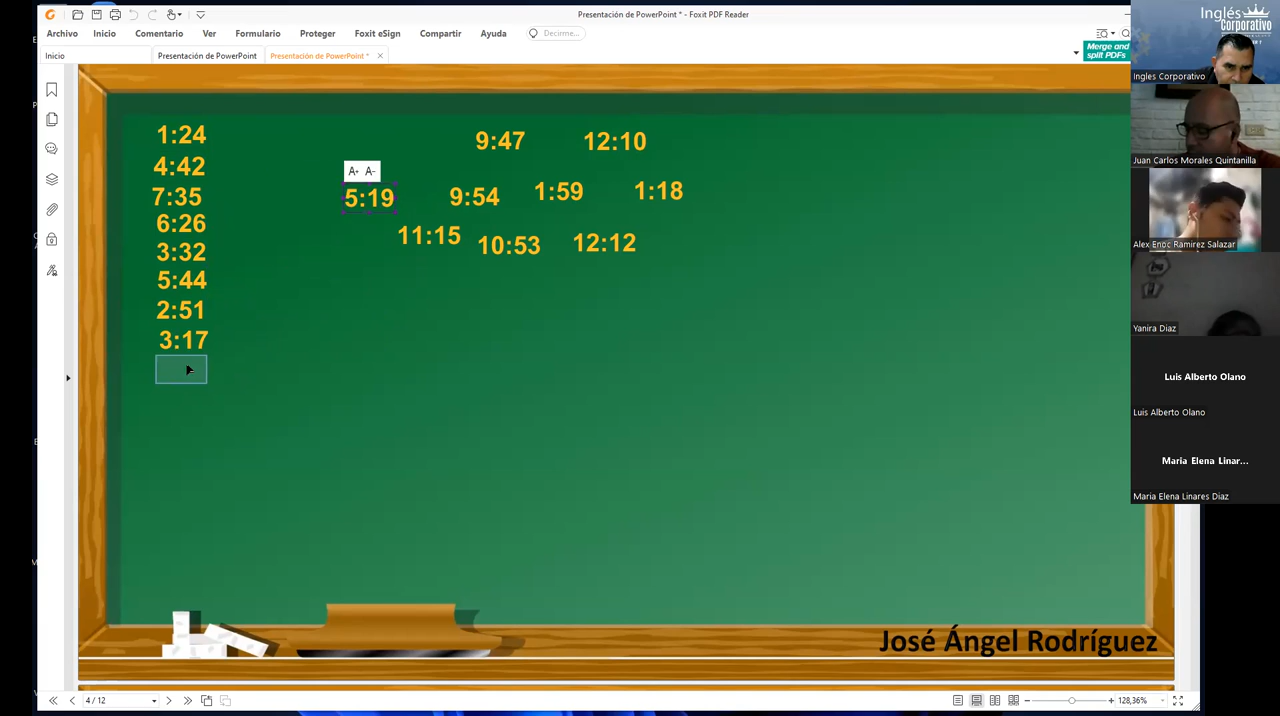 Presentación de PowerPoint * - Foxit PDF Reader
Archivo Inicio Comentario Ver Formulario Proteger Foxit eSign Compartir Ayuda Decirme...
Merge and
split PDFs
Inicio Presentación de PowerPoint Presentación de PowerPoint *
1:24 9:47 12:10
4:42 A+ A-
7:35 5:19 9:54 1:59 1:18
6:26 11:15 10:53 12:12
3:32
5:44
2:51
3:17
José Ángel Rodríguez
4 / 12 128,36%
Inglés
Corporativo
Ingles Corporativo
Juan Carlos Morales Quintanilla
Alex Enoc Ramirez Salazar
Yanira Diaz
Luis Alberto Olano
Luis Alberto Olano
Maria Elena Linar...
Maria Elena Linares Diaz